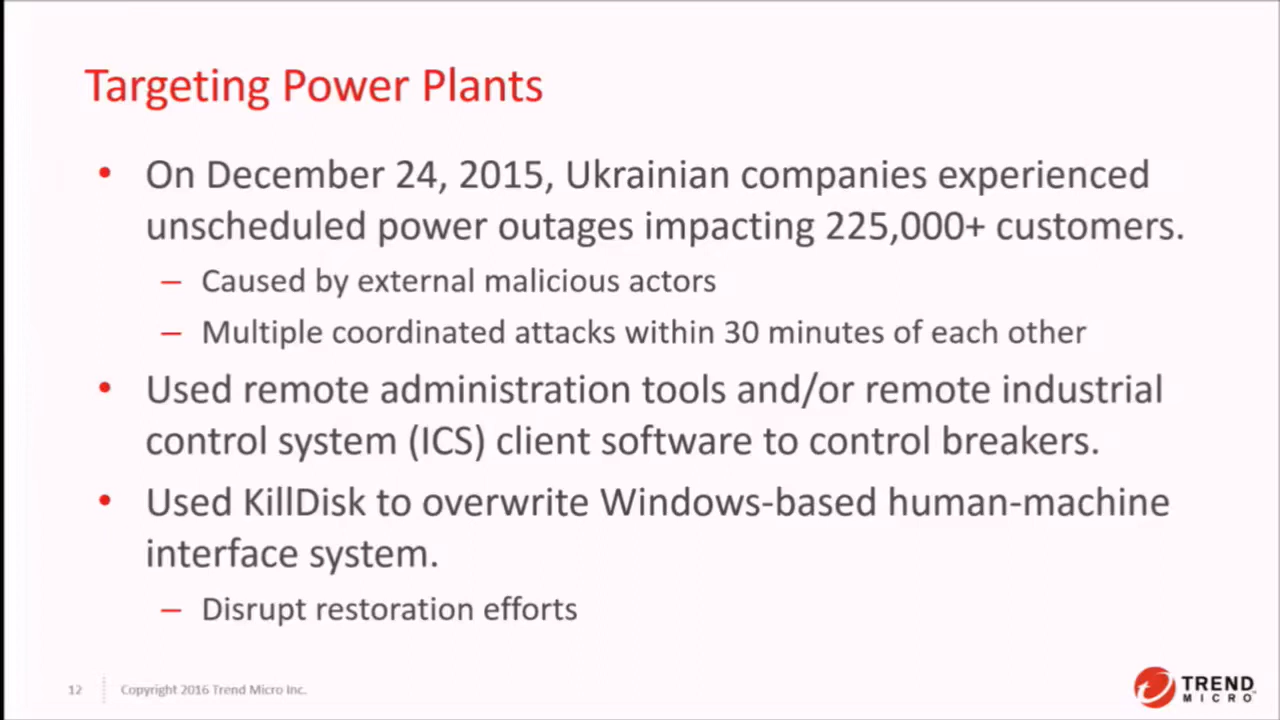 Targeting Power Plants
• On December 24, 2015, Ukrainian companies experienced
unscheduled power outages impacting 225,000+ customers.
– Caused by external malicious actors
– Multiple coordinated attacks within 30 minutes of each other
• Used remote administration tools and/or remote industrial
control system (ICS) client software to control breakers.
• Used KillDisk to overwrite Windows-based human-machine
interface system.
– Disrupt restoration efforts
12
Copyright 2016 Trend Micro Inc.
TREND
MICRO